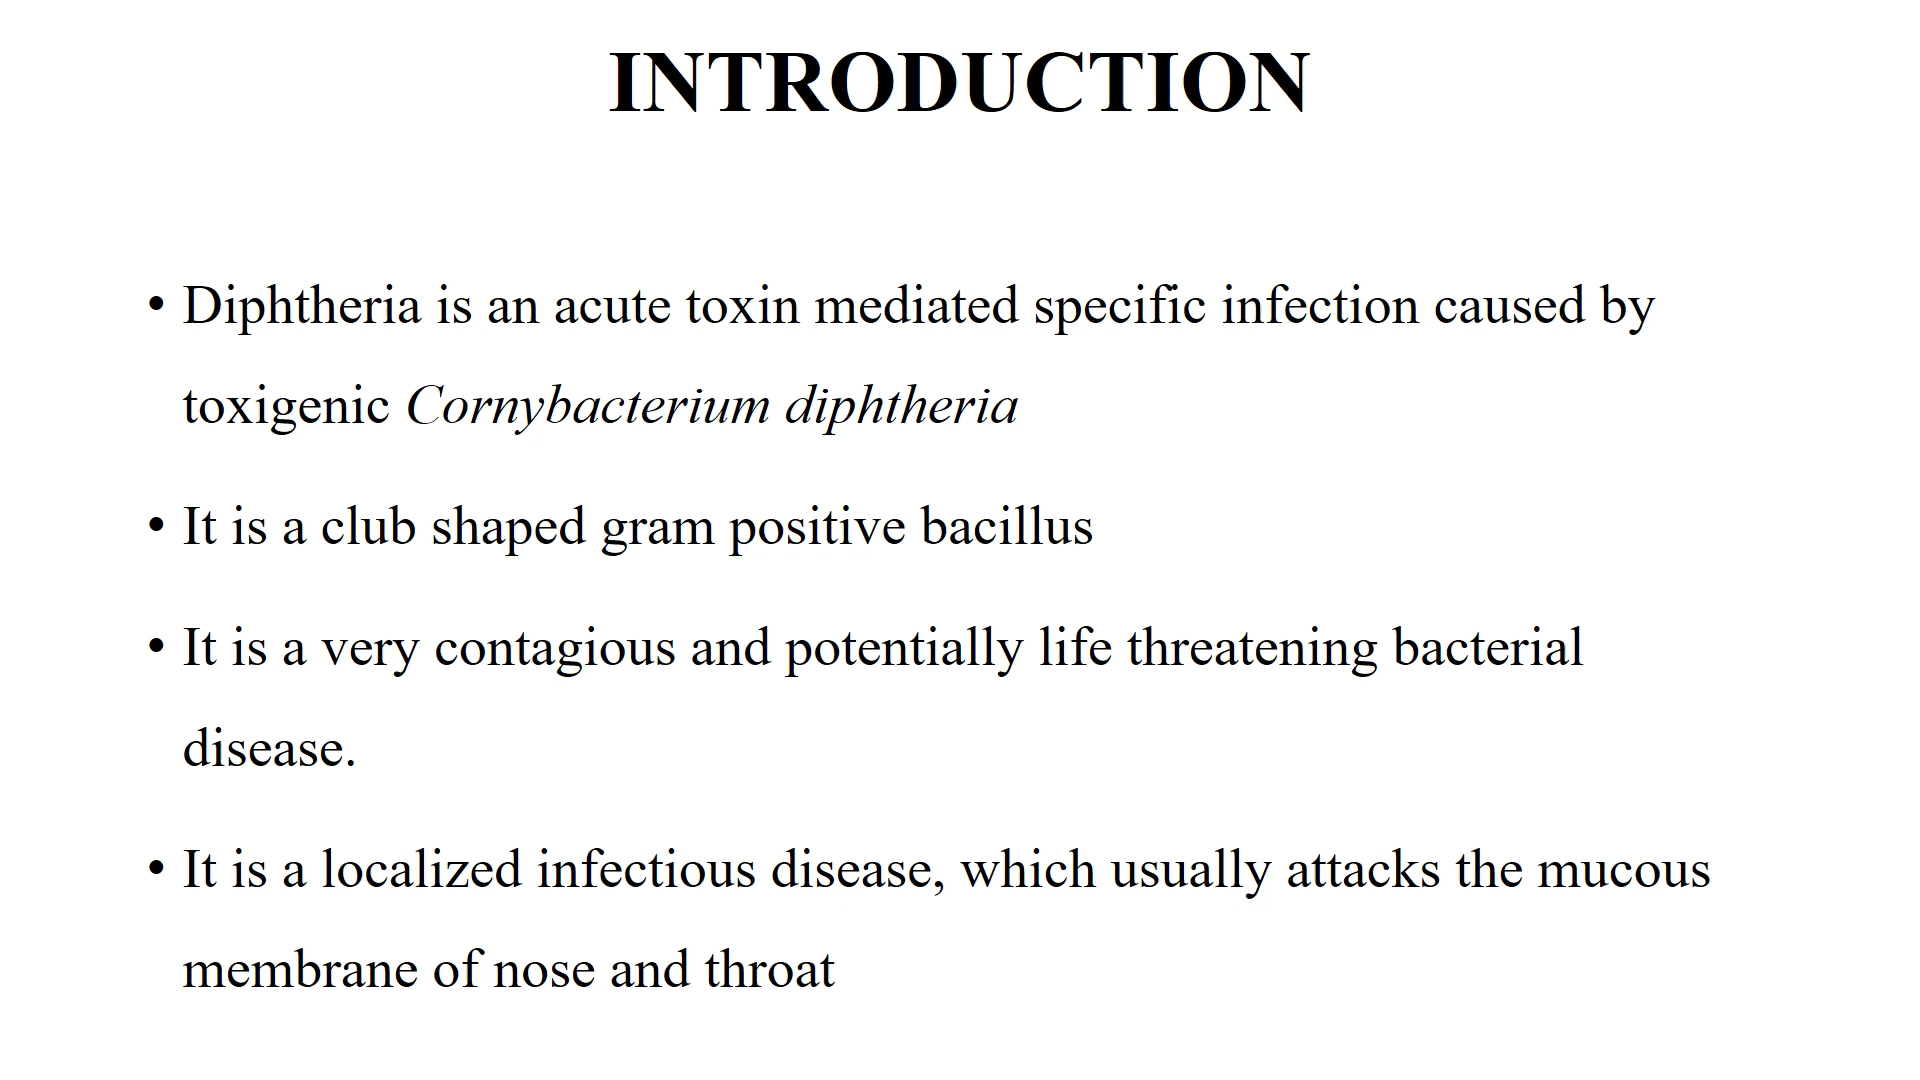 INTRODUCTION
• Diphtheria is an acute toxin mediated specific infection caused by
toxigenic Cornybacterium diphtheria
• It is a club shaped gram positive bacillus
• It is a very contagious and potentially life threatening bacterial
disease.
• It is a localized infectious disease, which usually attacks the mucous
membrane of nose and throat